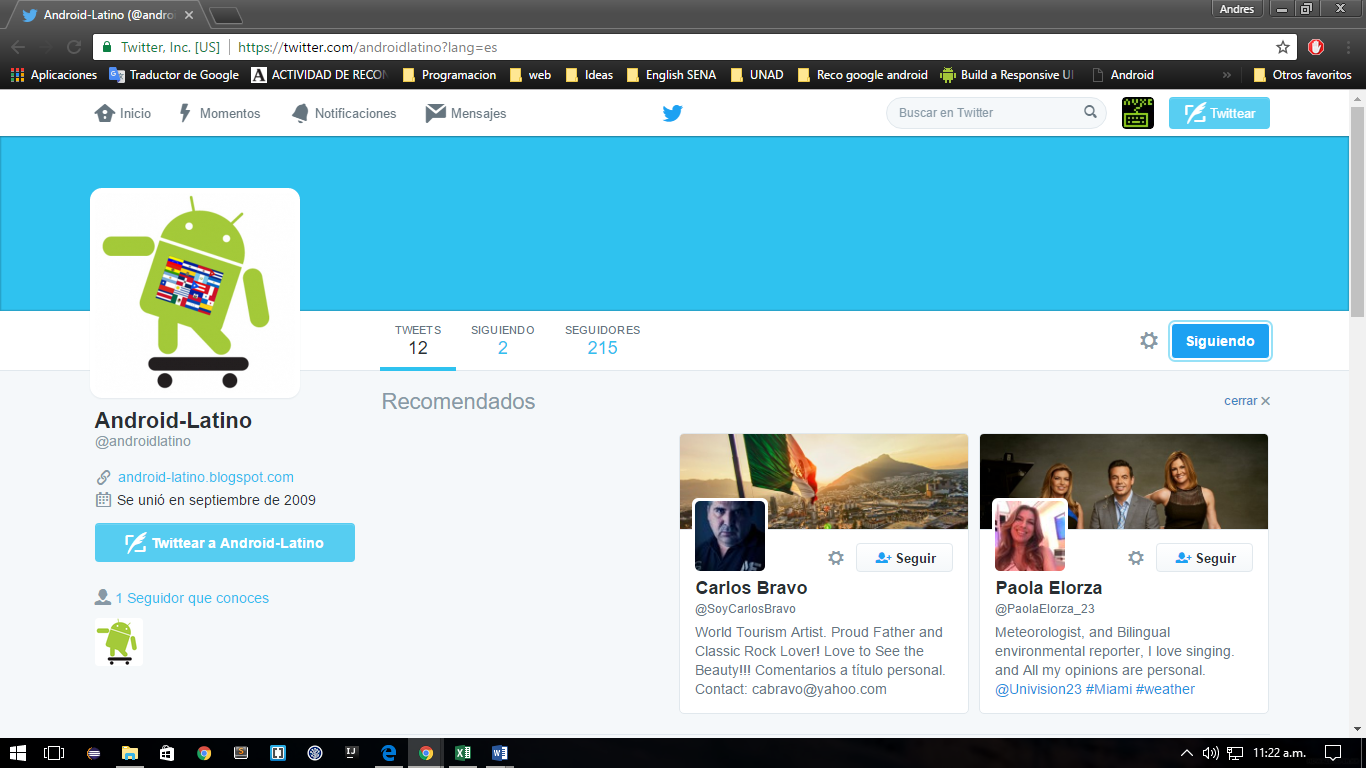 Android-Latino (@andro
Andres
Twitter, Inc. [US]
https://twitter.com/androidlatino?lang=es
Aplicaciones
Traductor de Google
ACTIVIDAD DE RECON
Programacion
web
Ideas
English SENA
UNAD
Reco google android
Build a Responsive UI
Android
»
Otros favoritos
Inicio
Momentos
Notificaciones
Mensajes
Buscar en Twitter
Twittear
TWEETS
12
SIGUIENDO
2
SEGUIDORES
215
Siguiendo
Android-Latino
@androidlatino
android-latino.blogspot.com
Se unió en septiembre de 2009
Twittear a Android-Latino
1 Seguidor que conoces
Recomendados
cerrar
Seguir
Carlos Bravo
@SoyCarlosBravo
World Tourism Artist. Proud Father and
Classic Rock Lover! Love to See the
Beauty!!! Comentarios a título personal.
Contact: cabravo@yahoo.com
Seguir
Paola Elorza
@PaolaElorza_23
Meteorologist, and Bilingual
environmental reporter, I love singing.
and All my opinions are personal.
@Univision23 #Miami #weather
11:22 a.m.